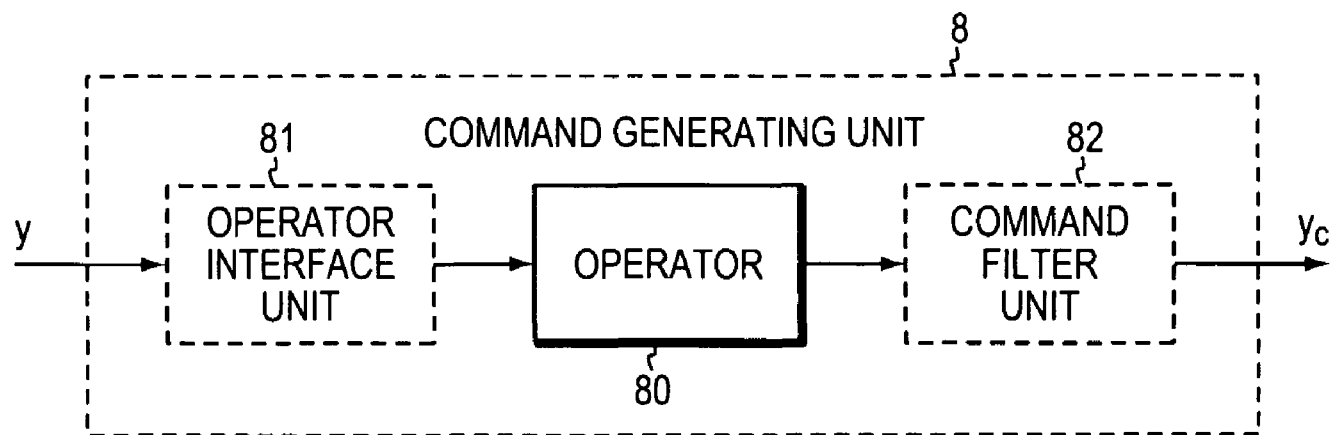 8
COMMAND GENERATING UNIT
81
82
y
OPERATOR
INTERFACE
UNIT
OPERATOR
COMMAND
FILTER
UNIT
yc
80